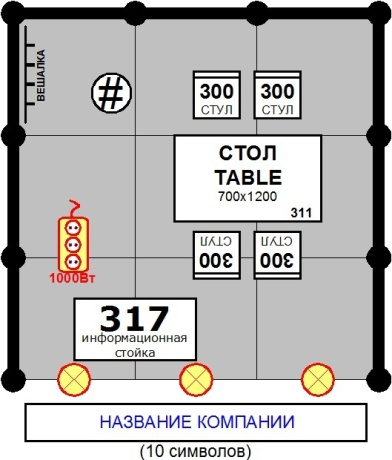 ВЕШАЛКА
#
300
СТУЛ
300
СТУЛ
СТОЛ
TABLE
700х1200
311
300
СТУЛ
300
СТУЛ
1000Вт
317
информационная
стойка
НАЗВАНИЕ КОМПАНИИ
(10 символов)